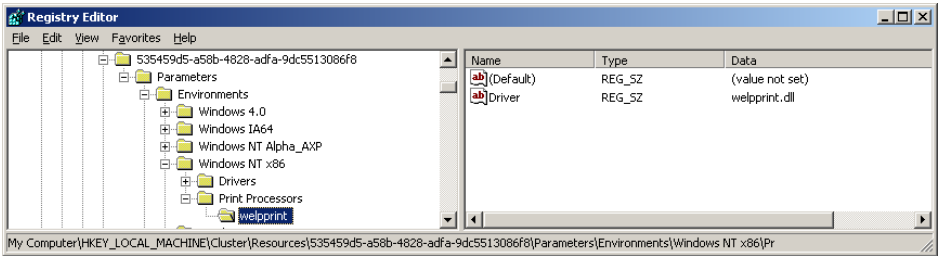 Registry Editor
File Edit View Favorites Help
535459d5-a58b-4828-adfa-9dc5513086f8
Parameters
Environments
Windows 4.0
Windows IA64
Windows NT Alpha_AXP
Windows NT x86
Drivers
Print Processors
welpprint
Name Type Data
ab (Default) REG_SZ (value not set)
ab Driver REG_SZ welpprint.dll
My Computer\HKEY_LOCAL_MACHINE\Cluster\Resources\535459d5-a58b-4828-adfa-9dc5513086f8\Parameters\Environments\Windows NT x86\Pr